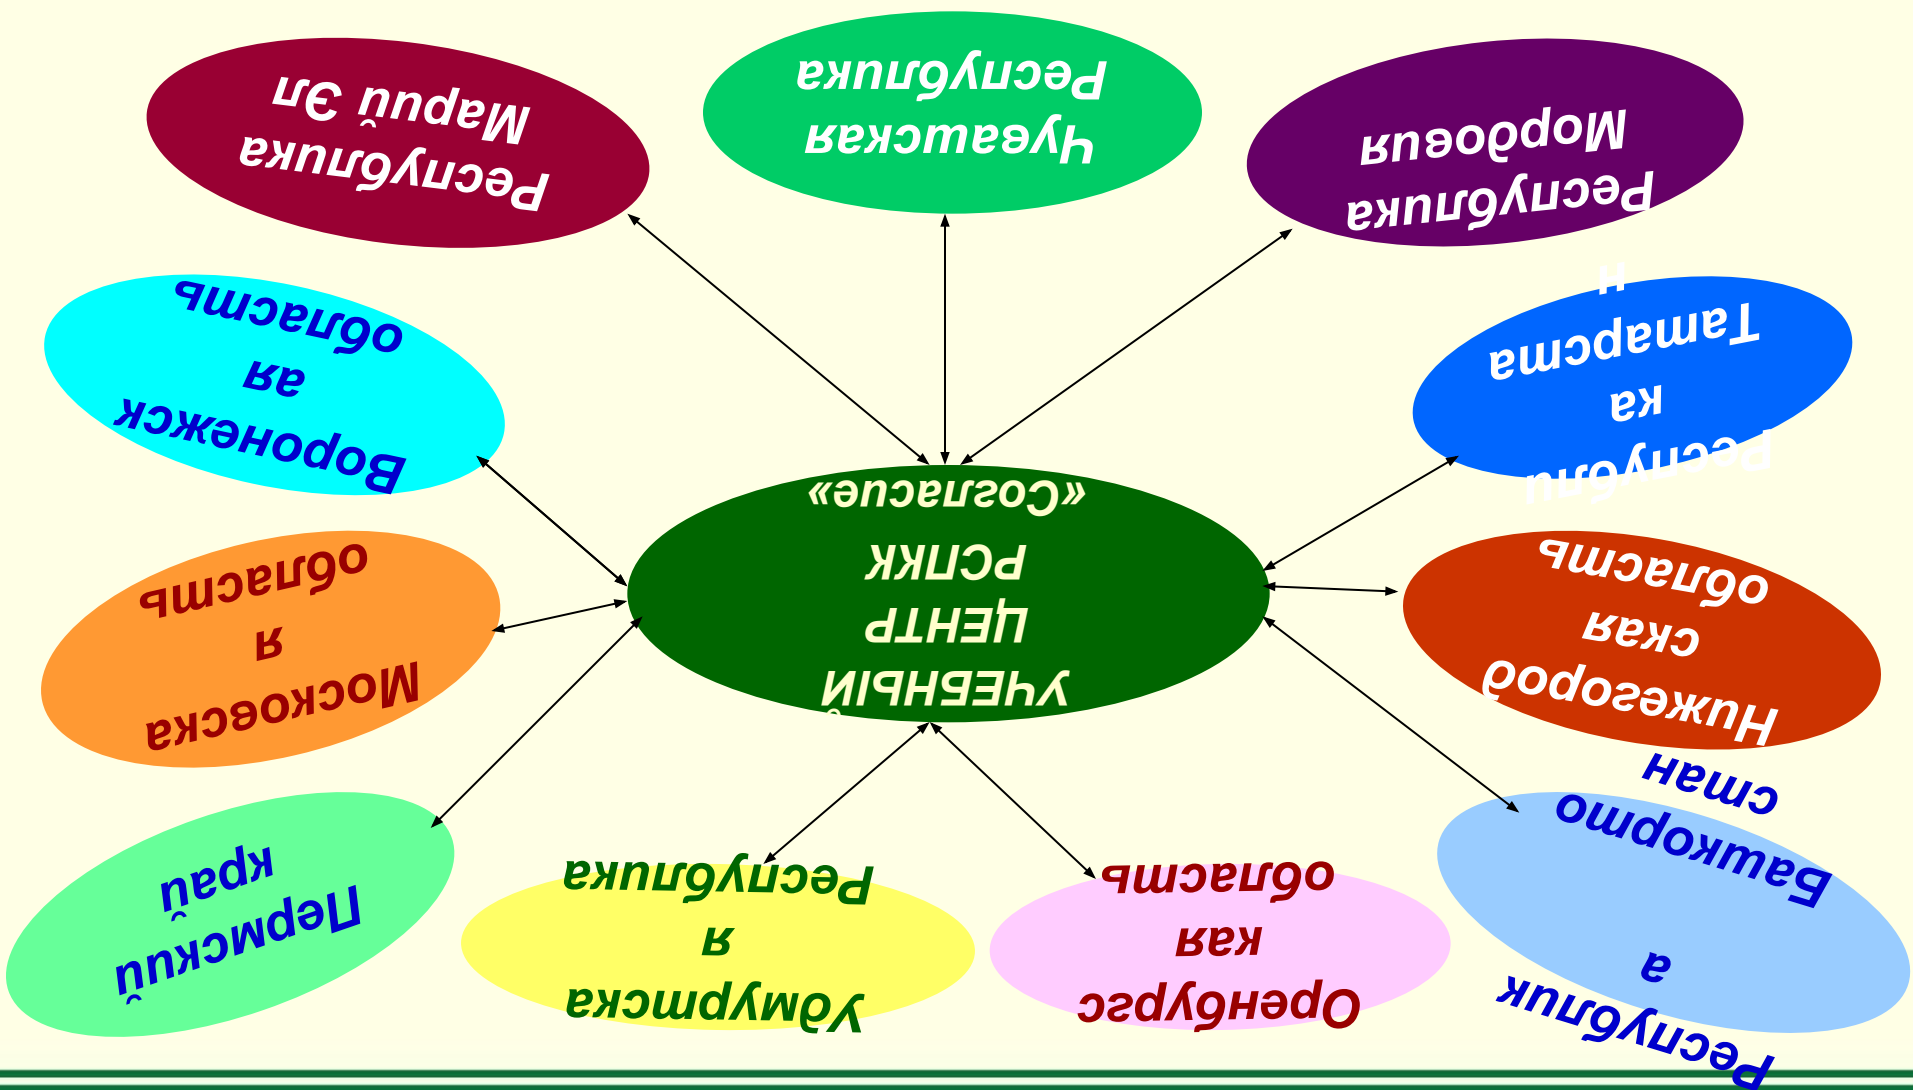 Республика
Марий Эл
Чувашская
Республика
Республика
Мордовия
Воронежск
ая
область
Республи
ка
Татарста
н
УЧЕБНЫЙ
ЦЕНТР
РСПКК
«Согласие»
Московска
я
область
Нижегород
ская
область
Пермский
край
Удмуртска
я
Республика
Оренбургс
кая
область
Республик
а
Башкорто
стан